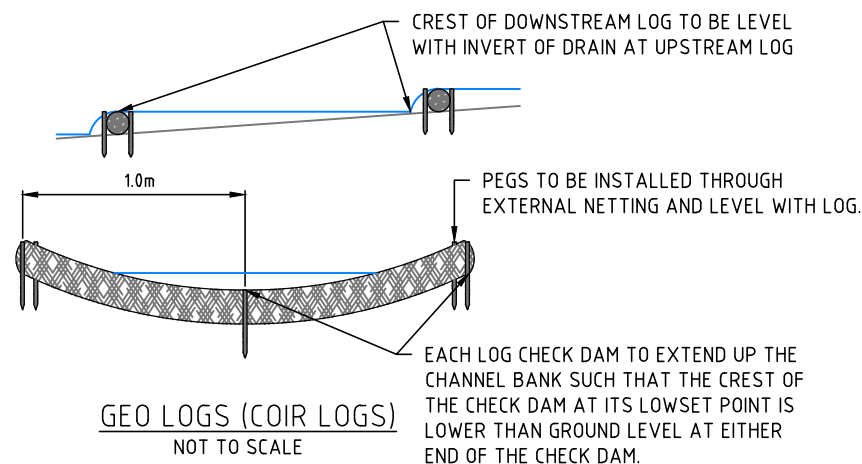 CREST OF DOWNSTREAM LOG TO BE LEVEL
WITH INVERT OF DRAIN AT UPSTREAM LOG
1.0m
PEGS TO BE INSTALLED THROUGH
EXTERNAL NETTING AND LEVEL WITH LOG.
EACH LOG CHECK DAM TO EXTEND UP THE
CHANNEL BANK SUCH THAT THE CREST OF
THE CHECK DAM AT ITS LOWSET POINT IS
LOWER THAN GROUND LEVEL AT EITHER
END OF THE CHECK DAM.
GEO LOGS (COIR LOGS)
NOT TO SCALE